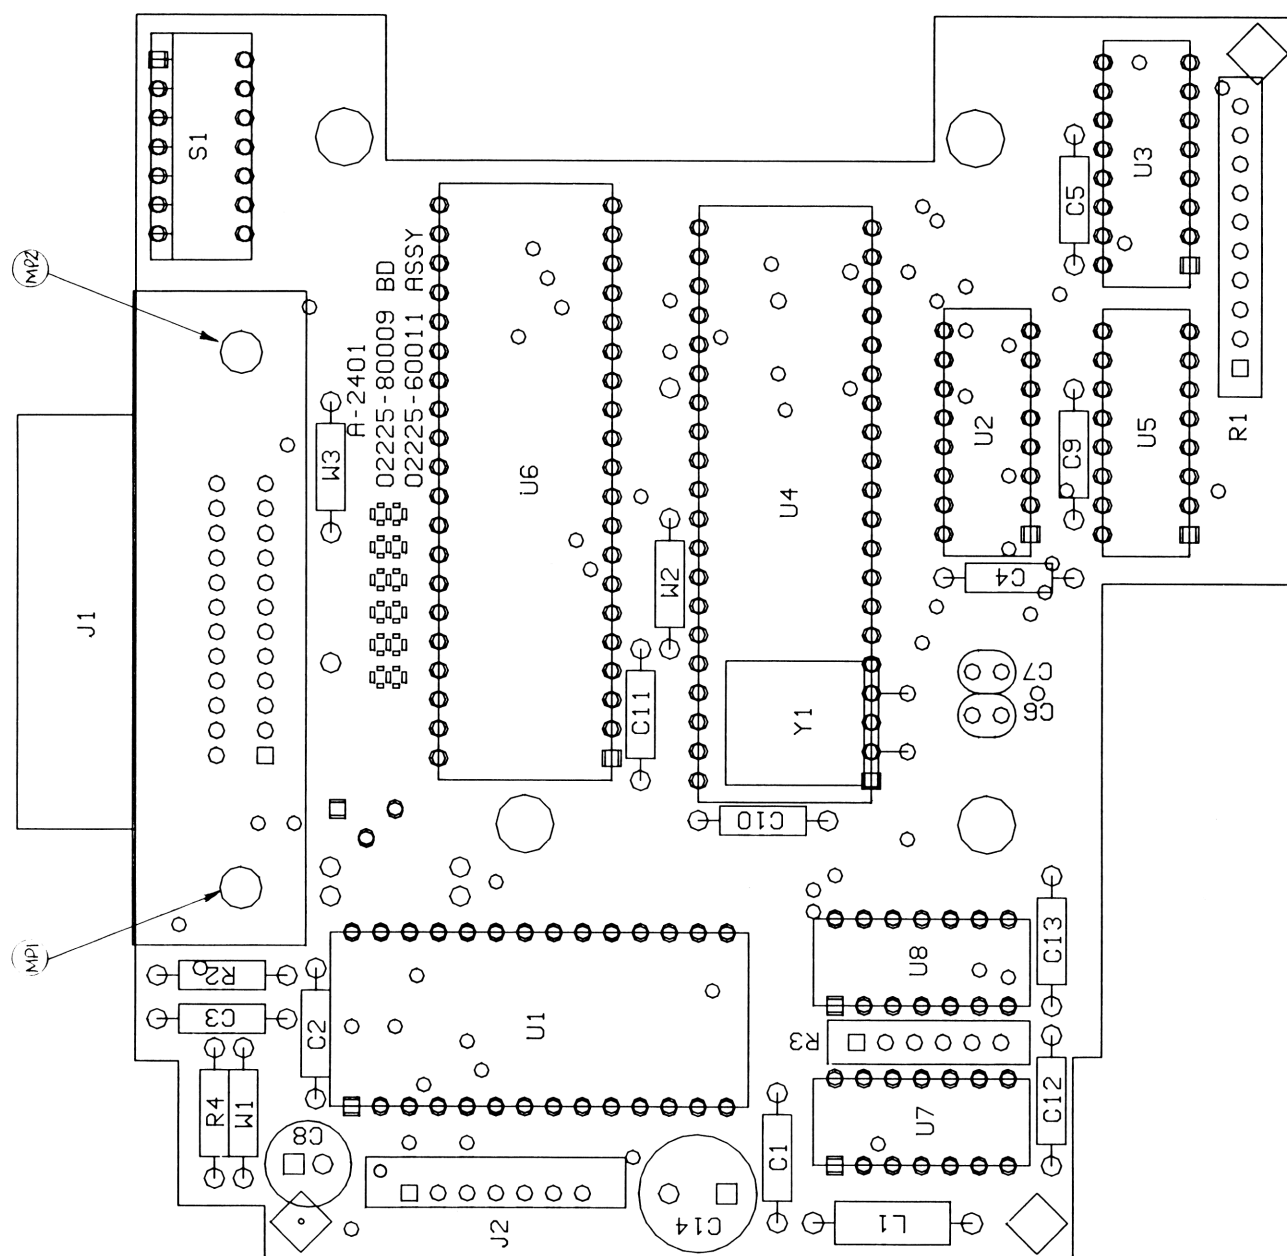 S1
U3
C5
MP2
A-2401
02225-80009 BD
02225-60011 ASSY
W3
U6
U4
U2
C9
U5
R1
J1
W2
C4
C11
Y1
C7
C6
C10
MP1
R2
C3
C2
U1
U8
C13
R3
R4
W1
C8
J2
C14
C1
U7
C12
L1